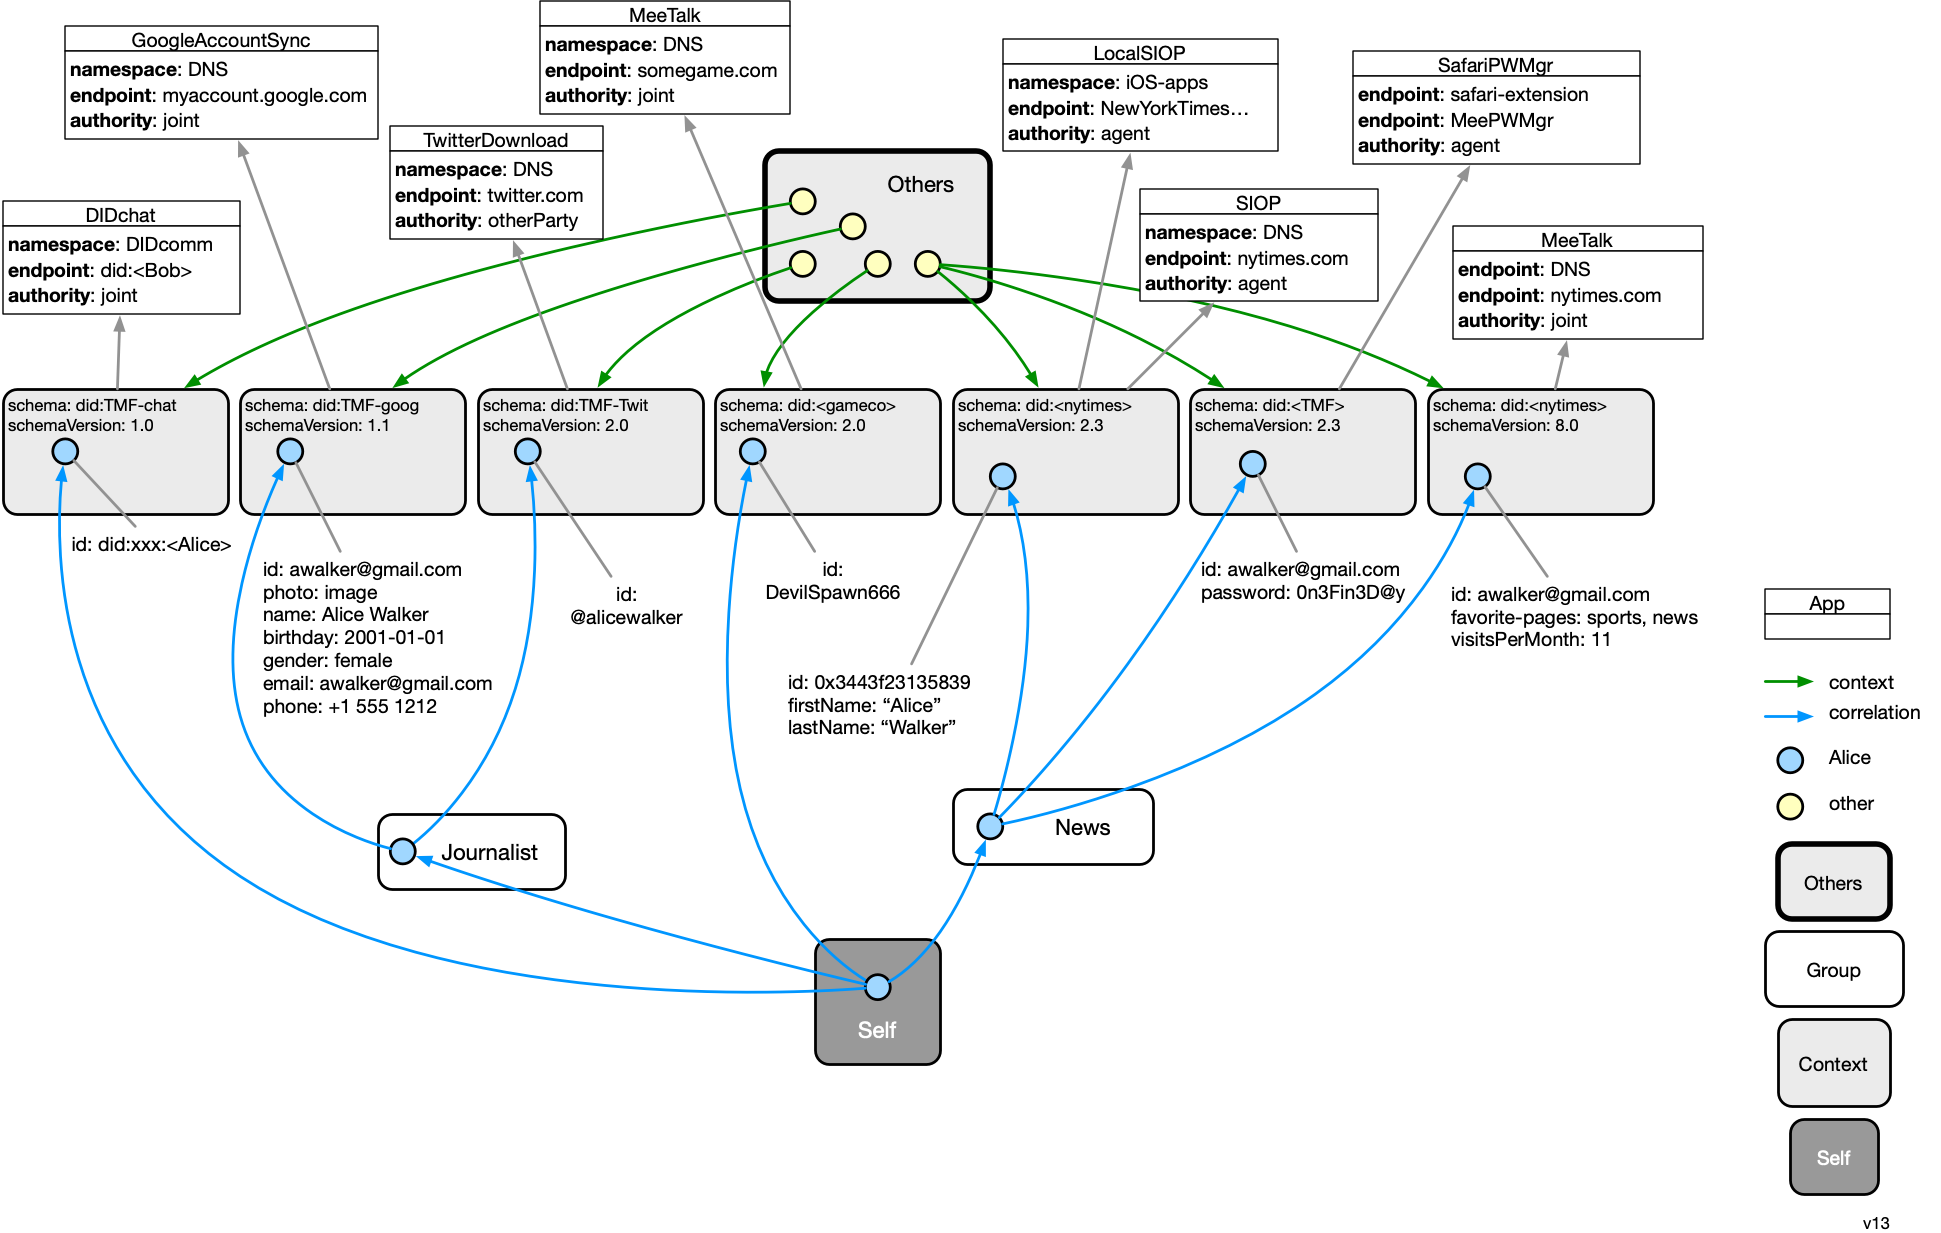 MeeTalk
namespace: DNS
endpoint: somegame.com
authority: joint
GoogleAccountSync
namespace: DNS
endpoint: myaccount.google.com
authority: joint
LocalSIOP
namespace: iOS-apps
endpoint: NewYorkTimes…
authority: agent
SafariPWMgr
endpoint: safari-extension
endpoint: MeePWMgr
authority: agent
TwitterDownload
namespace: DNS
endpoint: twitter.com
authority: otherParty
Others
SIOP
namespace: DNS
endpoint: nytimes.com
authority: agent
DIDchat
namespace: DIDcomm
endpoint: did:<Bob>
authority: joint
MeeTalk
endpoint: DNS
endpoint: nytimes.com
authority: joint
schema: did:TMF-chat
schemaVersion: 1.0
schema: did:TMF-goog
schemaVersion: 1.1
schema: did:TMF-Twit
schemaVersion: 2.0
schema: did:<gameco>
schemaVersion: 2.0
schema: did:<nytimes>
schemaVersion: 2.3
schema: did:<TMF>
schemaVersion: 2.3
schema: did:<nytimes>
schemaVersion: 8.0
id: did:xxx:<Alice>
id: awalker@gmail.com
photo: image
name: Alice Walker
birthday: 2001-01-01
gender: female
email: awalker@gmail.com
phone: +1 555 1212
id:
@alicewalker
id:
DevilSpawn666
id: 0x3443f23135839
firstName: “Alice”
lastName: “Walker”
id: awalker@gmail.com
password: 0n3Fin3D@y
id: awalker@gmail.com
favorite-pages: sports, news
visitsPerMonth: 11
Journalist
News
Self
App
context
correlation
Alice
other
Others
Group
Context
Self
v13